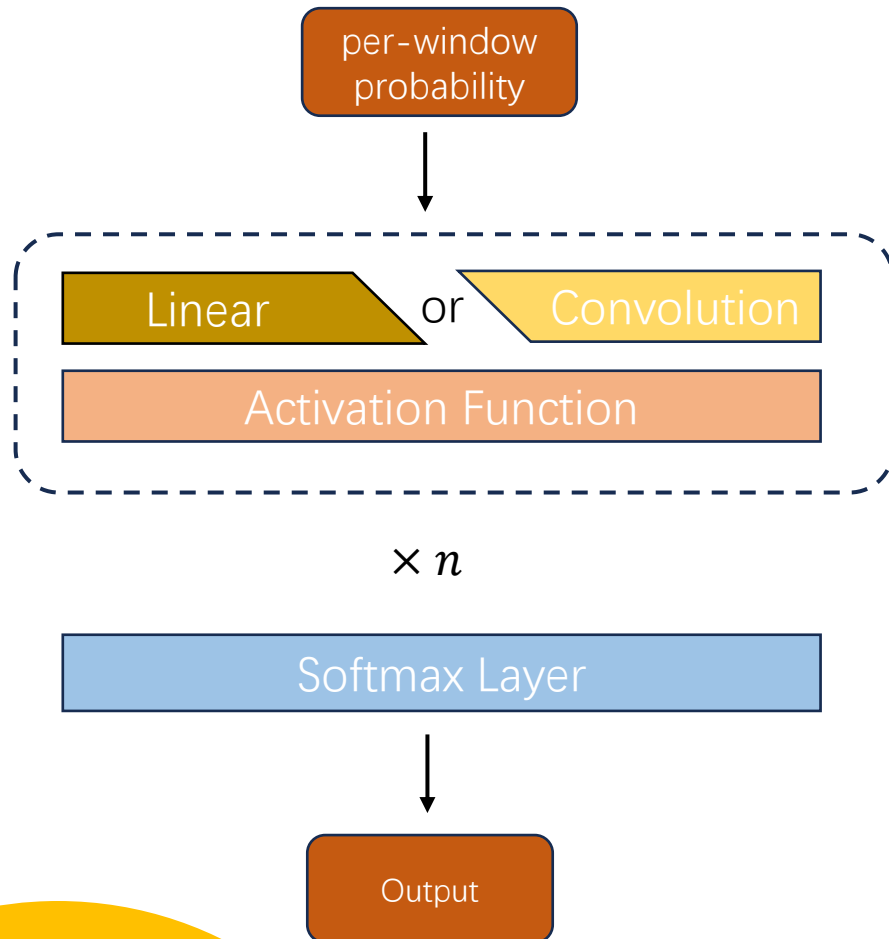 per-window
probability
Linear or Convolution
Activation Function
× n
Softmax Layer
Output